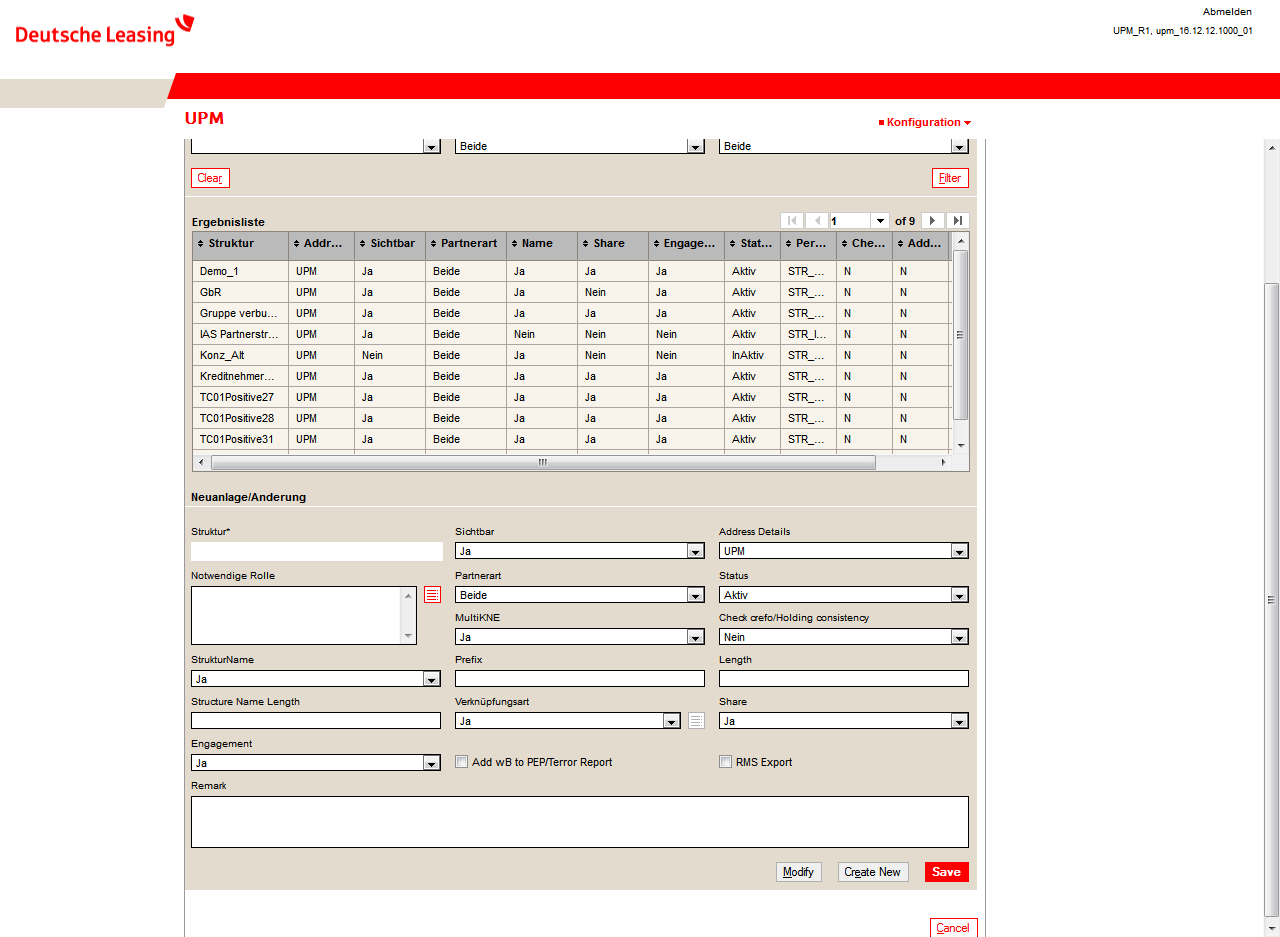 Abmelden
Deutsche Leasing
UPM_R1, upm_16.12.12.1000_01
UPM
Konfiguration
Beide Beide
Clear Filter
Ergebnisliste 1 of 9
Struktur Addr... Sichtbar Partnerart Name Share Engage... Stat... Per... Che... Add...
Demo_1 UPM Ja Beide Ja Ja Ja Aktiv STR_... N N
GbR UPM Ja Beide Ja Nein Ja Aktiv STR_... N N
Gruppe verbu... UPM Ja Beide Ja Ja Ja Aktiv STR_... N N
IAS Partnerstr... UPM Ja Beide Nein Nein Nein Aktiv STR_I... N N
Konz_Alt UPM Nein Beide Ja Nein Nein InAktiv STR_... N N
Kreditnehmer... UPM Ja Beide Ja Ja Ja Aktiv STR_... N N
TC01Positive27 UPM Ja Beide Ja Ja Ja Aktiv STR_... N N
TC01Positive28 UPM Ja Beide Ja Ja Ja Aktiv STR_... N N
TC01Positive31 UPM Ja Beide Ja Ja Ja Aktiv STR_... N N
Neuanlage/Anderung
Struktur* Sichtbar Address Details
Ja UPM
Notwendige Rolle Partnerart Status
Beide Aktiv
MultiKNE Check crefo/Holding consistency
Ja Nein
StrukturName Prefix Length
Ja
Structure Name Length Verknüpfungsart Share
Ja Ja
Engagement
Ja Add wB to PEP/Terror Report RMS Export
Remark
Modify Create New Save
Cancel